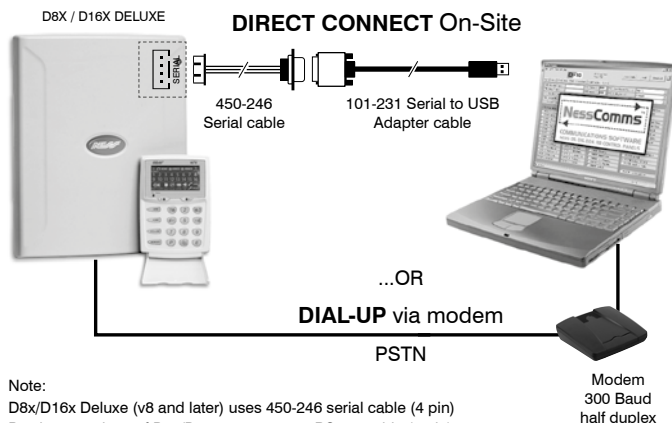 D8X / D16X DELUXE
DIRECT CONNECT On-Site
SERIAL
450-246
Serial cable
101-231 Serial to USB
Adapter cable
NessComms
COMMUNICATIONS SOFTWARE
...OR
DIAL-UP via modem
PSTN
Modem
300 Baud
half duplex
Note:
D8x/D16x Deluxe (v8 and later) uses 450-246 serial cable (4 pin)